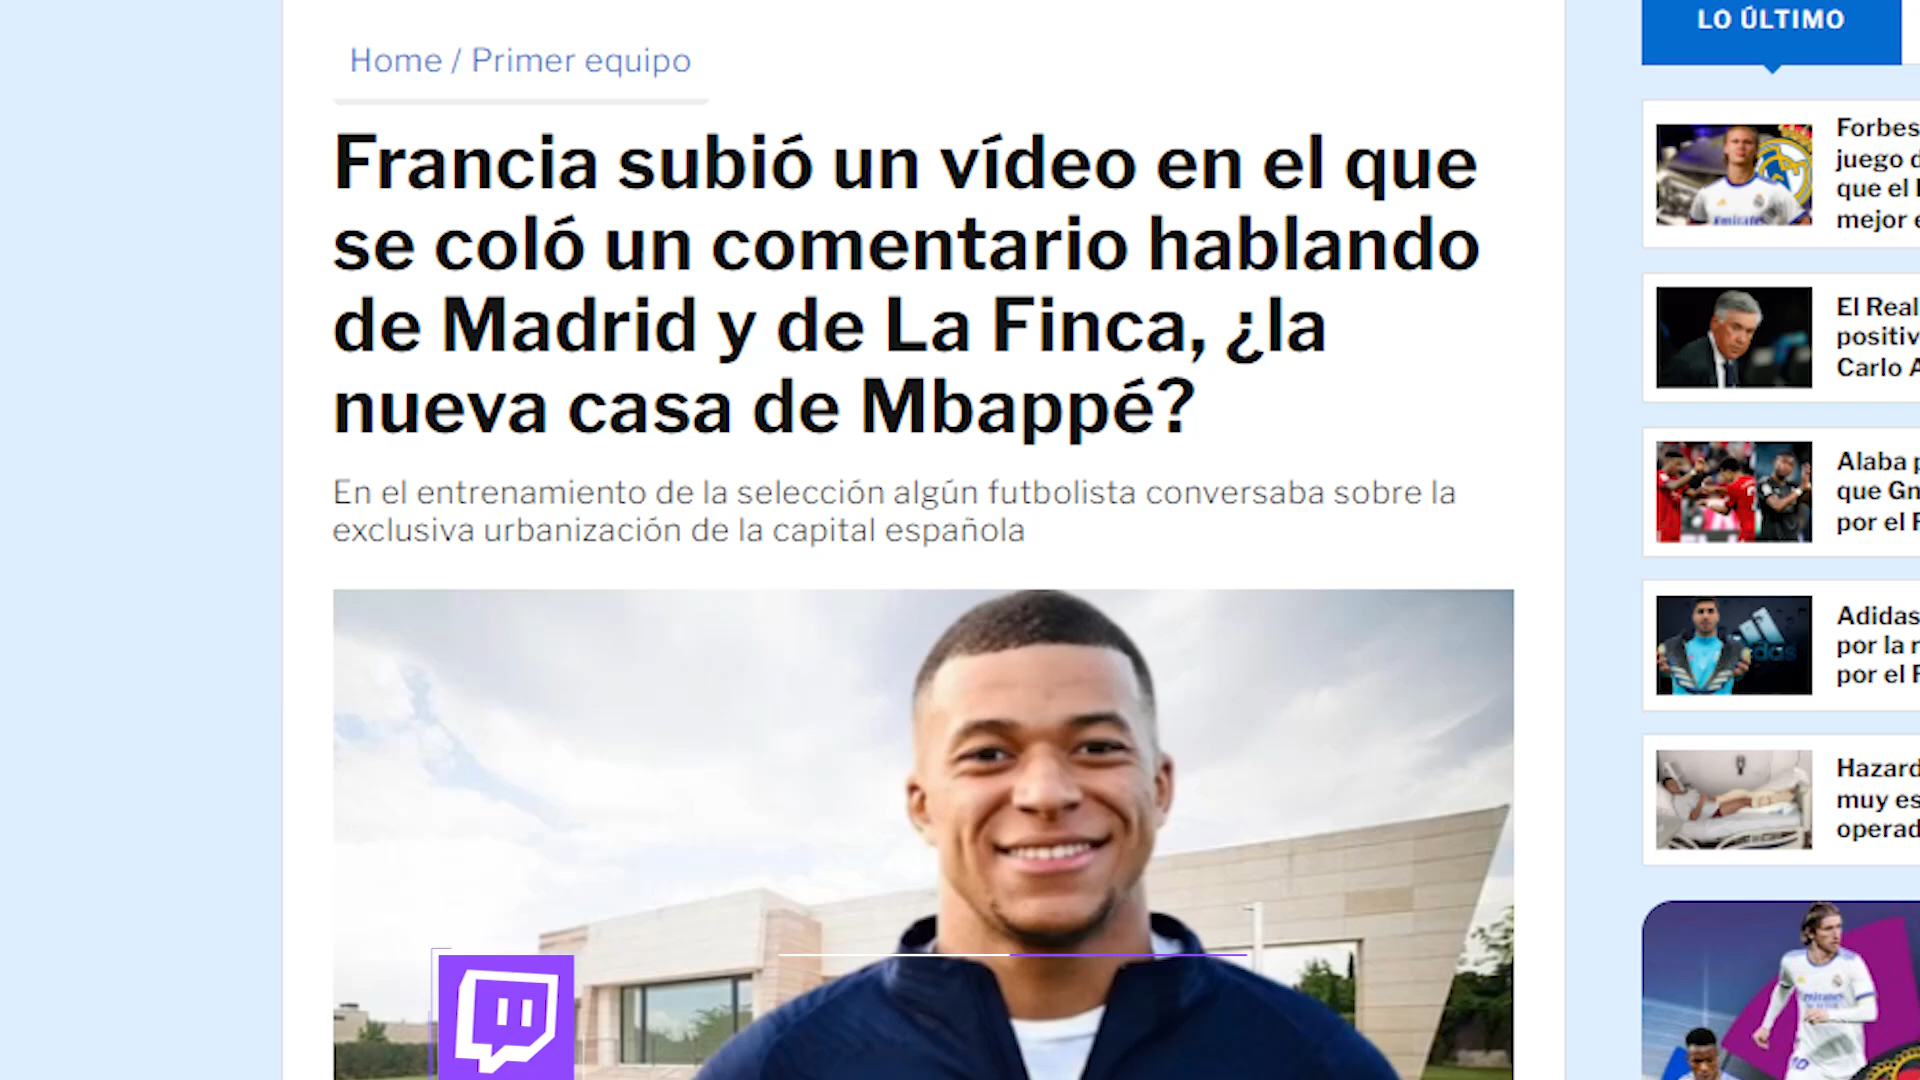 LO ÚLTIMO
Home / Primer equipo
Francia subió un vídeo en el que
se coló un comentario hablando
de Madrid y de La Finca, ¿la
nueva casa de Mbappé?
En el entrenamiento de la selección algún futbolista conversaba sobre la
exclusiva urbanización de la capital española
Forbes
juego d
que el
mejor e
El Real
positiv
Carlo A
Alaba p
que Gn
por el F
Adidas
por la r
por el F
Hazard
muy es
operad